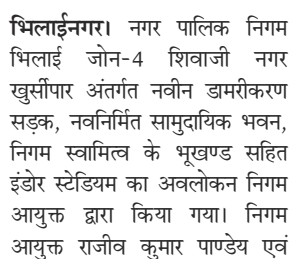 भिलाईनगर। नगर पालिक निगम
भिलाई जोन-4 शिवाजी नगर
खुर्सीपार अंतर्गत नवीन डामरीकरण
सड़क, नवनिर्मित सामुदायिक भवन,
निगम स्वामित्व के भूखण्ड सहित
इंडोर स्टेडियम का अवलोकन निगम
आयुक्त द्वारा किया गया। निगम
आयुक्त राजीव कुमार पाण्डेय एवं